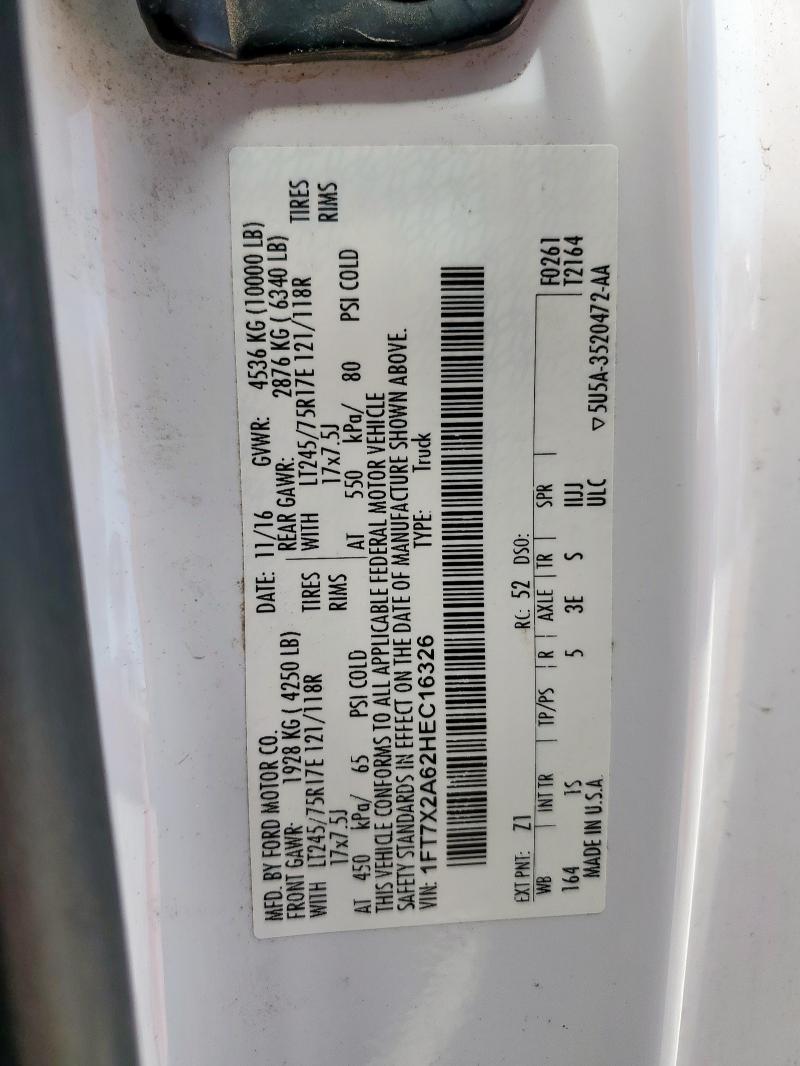 MFD. BY FORD MOTOR CO.
DATE: 11/16 GVWR: 4536 KG (10000 LB)
FRONT GAWR: 1928 KG ( 4250 LB)
REAR GAWR: 2876 KG ( 6340 LB)
WITH LT245/75R17E 121/118R TIRES
WITH LT245/75R17E 121/118R TIRES
17x7.5J RIMS
17x7.5J RIMS
AT 450 kPa/ 65 PSI COLD
AT 550 kPa/ 80 PSI COLD
THIS VEHICLE CONFORMS TO ALL APPLICABLE FEDERAL MOTOR VEHICLE
SAFETY STANDARDS IN EFFECT ON THE DATE OF MANUFACTURE SHOWN ABOVE.
VIN: 1FT7X2A62HEC16326 TYPE: Truck
EXT PNT: Z1 RC: 52 DSO:
WB INT TR TP/PS R AXLE TR SPR F0261
164 1S 5 3E S IIJJ T2164
MADE IN U.S.A. ULC ▽5U5A-3520472-AA